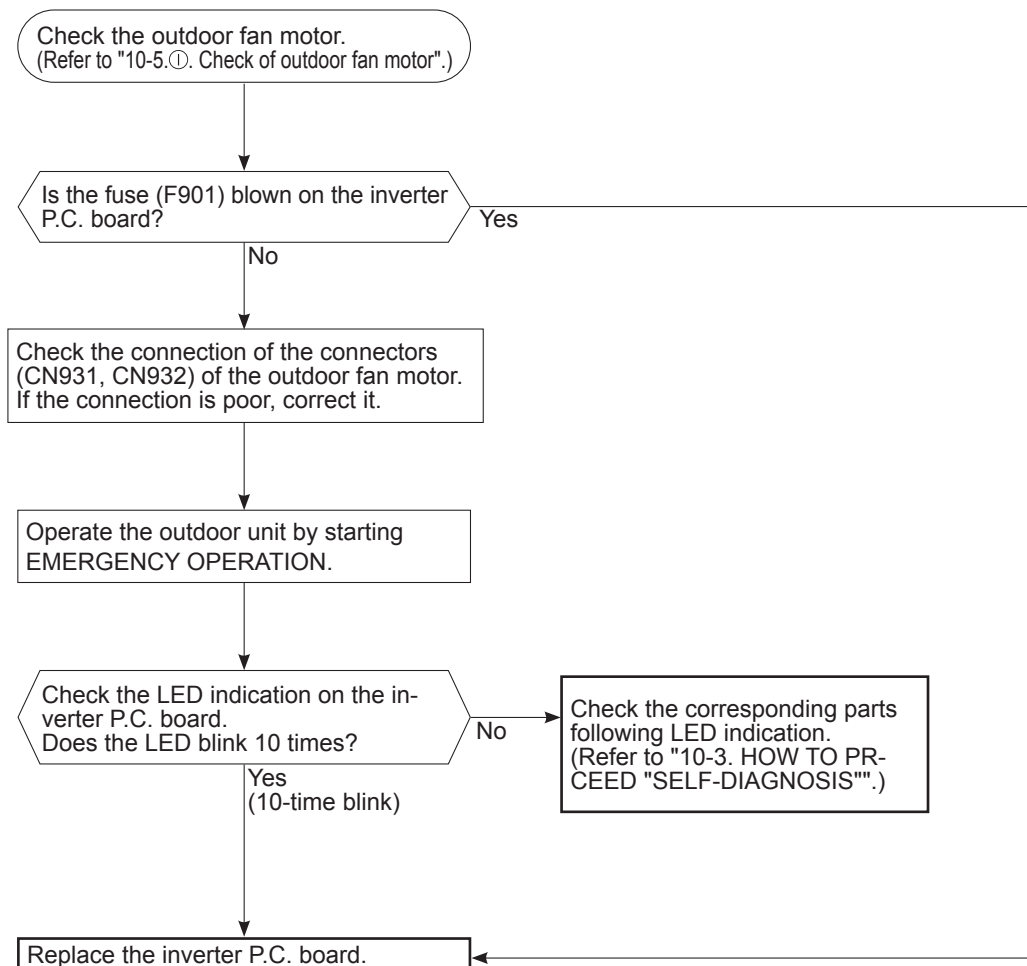 Check the outdoor fan motor.
(Refer to "10-5.Ⓘ. Check of outdoor fan motor".)
Is the fuse (F901) blown on the inverter
P.C. board?
Yes
No
Check the connection of the connectors
(CN931, CN932) of the outdoor fan motor.
If the connection is poor, correct it.
Operate the outdoor unit by starting
EMERGENCY OPERATION.
Check the LED indication on the in-
verter P.C. board.
Does the LED blink 10 times?
No
Check the corresponding parts
following LED indication.
(Refer to "10-3. HOW TO PR-
CEED "SELF-DIAGNOSIS"".)
Yes
(10-time blink)
Replace the inverter P.C. board.